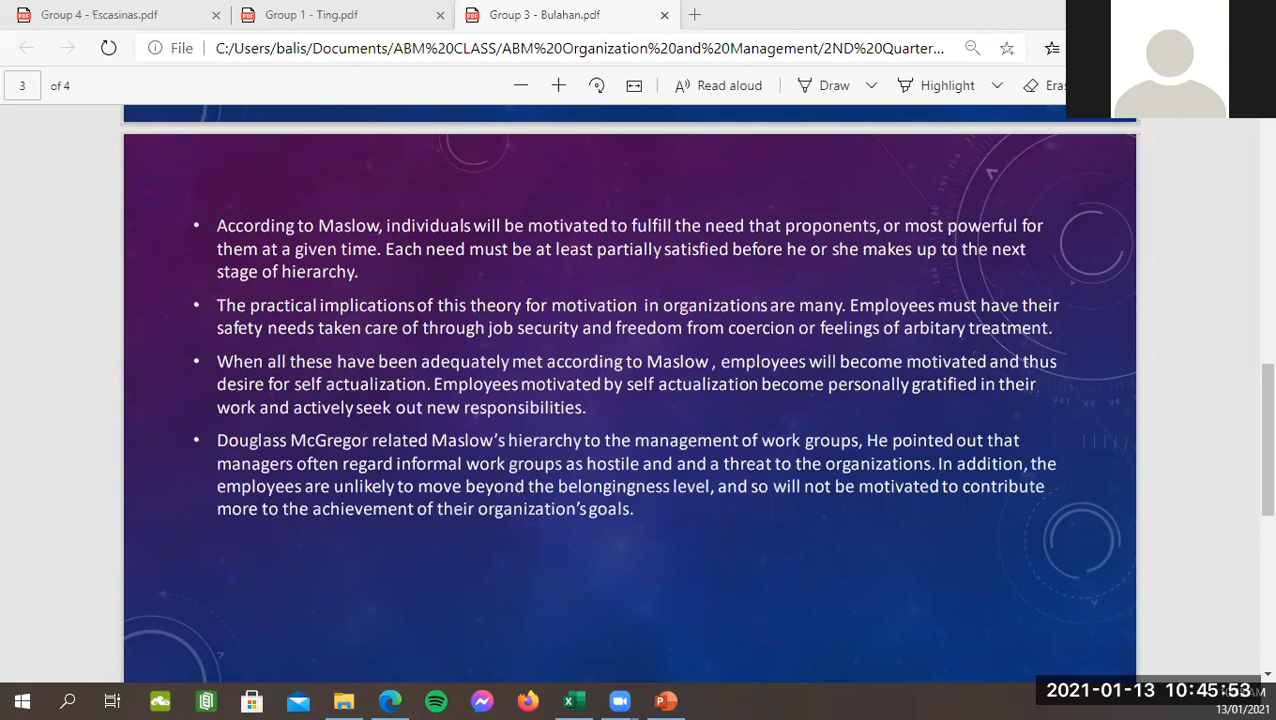 Group 4 - Escasinas.pdf
Group 1 - Ting.pdf
Group 3 - Bulahan.pdf
File
C:/Users/balis/Documents/ABM%20CLASS/ABM%20Organization%20and%20Management/2ND%20Quarter...
3 of 4
Read aloud
Draw
Highlight
Eras
• According to Maslow, individuals will be motivated to fulfill the need that proponents, or most powerful for
them at a given time. Each need must be at least partially satisfied before he or she makes up to the next
stage of hierarchy.
• The practical implications of this theory for motivation in organizations are many. Employees must have their
safety needs taken care of through job security and freedom from coercion or feelings of arbitary treatment.
• When all these have been adequately met according to Maslow , employees will become motivated and thus
desire for self actualization. Employees motivated by self actualization become personally gratified in their
work and actively seek out new responsibilities.
• Douglass McGregor related Maslow's hierarchy to the management of work groups, He pointed out that
managers often regard informal work groups as hostile and and a threat to the organizations. In addition, the
employees are unlikely to move beyond the belongingness level, and so will not be motivated to contribute
more to the achievement of their organization's goals.
2021-01-13 10:45:53
13/01/2021